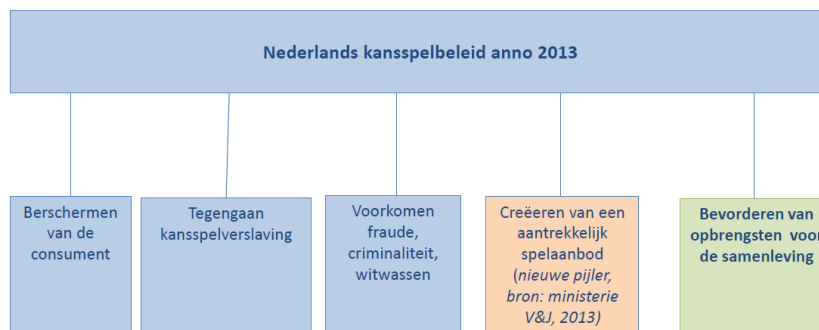 Nederlands kansspelbeleid anno 2013
Berschermen
van de
consument
Tegengaan
kansspelverslaving
Voorkomen
fraude,
criminaliteit,
witwassen
Creëeren van een
aantrekkelijk
spelaanbod
(nieuwe pijler,
bron: ministerie
V&J, 2013)
Bevorderen van
opbrengsten voor
de samenleving